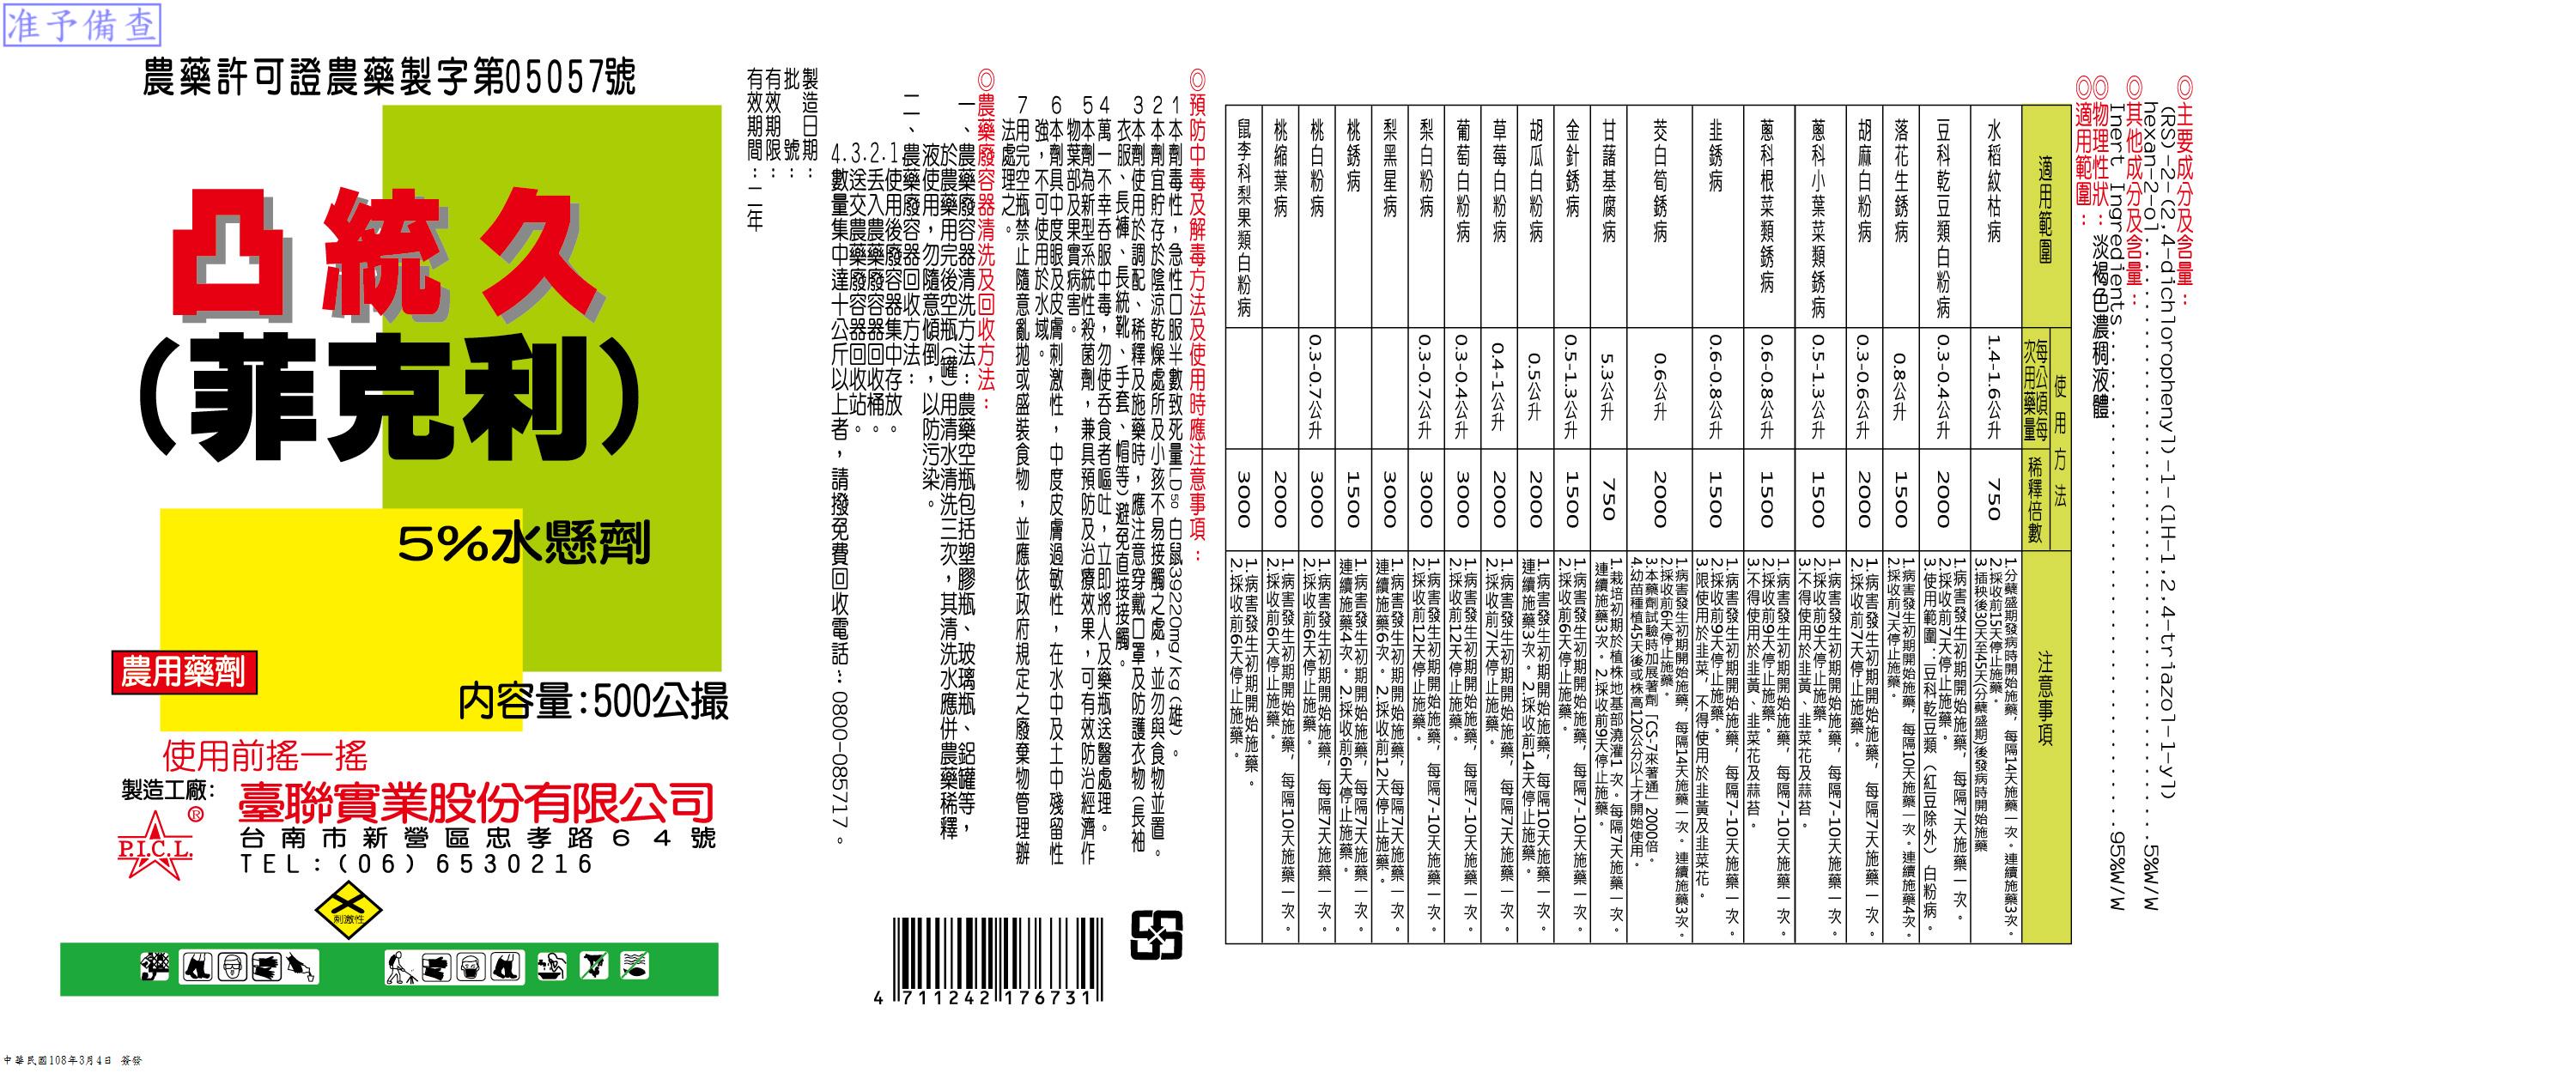 准予備查
農藥許可證農藥製字第05057號
凸統久
（菲克利）
5%水懸劑
農用藥劑
內容量:500公撮
使用前搖一搖
製造工廠:
臺聯實業股份有限公司
®
P.I.C.L.
台南市新營區忠孝路64號
TEL:(06)6530216
刺激性
中華民國108年3月4日 簽發
◎主要成分及含量：
(RS)-2-(2,4-dichlorophenyl)-1-(1H-1,2,4-triazol-1-yl)
hexan-2-ol..........5%W/W
◎其他成分及含量：
Inert Ingredients..........95%W/W
◎物理性狀：淡褐色濃稠液體
◎適用範圍：
適用範圍 使用方法 注意事項
每公頃每次用藥量 稀釋倍數
水稻紋枯病 1.4-1.6公升 750 1.分蘗盛期發病時開始施藥，每隔14天施藥一次。連續施藥3次。
2.採收前15天停止施藥。
3.插秧後30天至45天(分蘗盛期)後發病時開始施藥
豆科乾豆類白粉病 0.3-0.4公升 2000 1.病害發生初期開始施藥，每隔7天施藥一次。
2.採收前7天停止施藥。
3.使用範圍：豆科乾豆類（紅豆除外）白粉病。
落花生銹病 0.8公升 1500 1.病害發生初期開始施藥，每隔10天施藥一次。連續施藥4次。
2.採收前7天停止施藥。
胡麻白粉病 0.3-0.6公升 2000 1.病害發生初期開始施藥，每隔7天施藥一次。
2.採收前7天停止施藥。
蔥科小葉菜類銹病 0.5-1.3公升 1500 1.病害發生初期開始施藥，每隔7-10天施藥一次。
2.採收前9天停止施藥。
3.不得使用於韭黃、韭菜花及蒜苔。
蔥科根菜類銹病 0.6-0.8公升 1500 1.病害發生初期開始施藥，每隔7-10天施藥一次。
2.採收前9天停止施藥。
3.不得使用於韭黃、韭菜花及蒜苔。
韭銹病 0.6-0.8公升 1500 1.病害發生初期開始施藥，每隔7-10天施藥一次。
2.採收前9天停止施藥。
3.限使用於韭菜，不得使用於韭黃及韭菜花。
茭白筍銹病 0.6公升 2000 1.病害發生初期開始施藥，每隔14天施藥一次。連續施藥3次。
2.採收前6天停止施藥。
3.本藥劑試驗時加展著劑「CS-7來著通」2000倍。
4.幼苗種植45天後或株高120公分以上才開始使用。
甘藷基腐病 5.3公升 750 1.栽培初期於植株地基部澆灌1次。每隔7天施藥一次。
連續施藥3次。2.採收前9天停止施藥。
金針銹病 0.5-1.3公升 1500 1.病害發生初期開始施藥，每隔7-10天施藥一次。
2.採收前6天停止施藥。
胡瓜白粉病 0.5公升 2000 1.病害發生初期開始施藥，每隔10天施藥一次。
連續施藥3次。2.採收前14天停止施藥。
草莓白粉病 0.4-1公升 2000 1.病害發生初期開始施藥，每隔7天施藥一次。
2.採收前7天停止施藥。
葡萄白粉病 0.3-0.4公升 3000 1.病害發生初期開始施藥，每隔7-10天施藥一次。
2.採收前12天停止施藥。
梨白粉病 0.3-0.7公升 3000 1.病害發生初期開始施藥，每隔7-10天施藥一次。
2.採收前12天停止施藥。
梨黑星病 3000 1.病害發生初期開始施藥，每隔7天施藥一次。
連續施藥6次。2.採收前12天停止施藥。
桃銹病 1500 1.病害發生初期開始施藥，每隔7天施藥一次。
連續施藥4次。2.採收前6天停止施藥。
桃白粉病 0.3-0.7公升 3000 1.病害發生初期開始施藥，每隔7天施藥一次。
2.採收前6天停止施藥。
桃縮葉病 2000 1.病害發生初期開始施藥，每隔10天施藥一次。
2.採收前6天停止施藥。
鼠李科梨果類白粉病 3000 1.病害發生初期開始施藥。
2.採收前6天停止施藥。
◎預防中毒及解毒方法及使用時應注意事項：
1本劑毒性，急性口服半數致死量LD50 白鼠39220mg/kg（雄）。
2本劑宜貯存於陰涼乾燥處所及小孩不易接觸之處，並勿與食物並置。
3本劑使用於調配、稀釋及施藥時，應注意穿戴口罩及防護衣物（長袖
衣服、長褲、長統靴、手套、帽等）避免直接接觸。
4萬一不幸吞服中毒，勿使吞食者嘔吐，立即將人及藥瓶送醫處理。
5本劑為新型系統性殺菌劑，兼具預防及治療效果，可有效防治經濟作
物葉部及果實病害。
6本劑具中度眼及皮膚刺激性，中度皮膚過敏性，在水中及土中殘留性
強，不可使用於水域。
7用完空瓶禁止隨意亂拋或盛裝食物，並應依政府規定之廢棄物管理辦
法處理之。
◎農藥廢容器清洗及回收方法：
一、農藥廢容器清洗方法：農藥空瓶包括塑膠瓶、玻璃瓶、鋁罐等，
於農藥用完後空瓶（罐）用清水清洗三次，其清洗水應併農藥稀釋
液使用，勿隨意傾倒，以防污染。
二、農藥廢容器回收方法：
1.使用後廢容器集中存放。
2.丟入農藥廢容器回收桶。
3.送交農藥廢容器回收站。
4.數量集中達十公斤以上者，請撥免費回收電話：0800-085717。
製造日期：
批號：
有效期限：
有效期間：二年
4 711242 176731